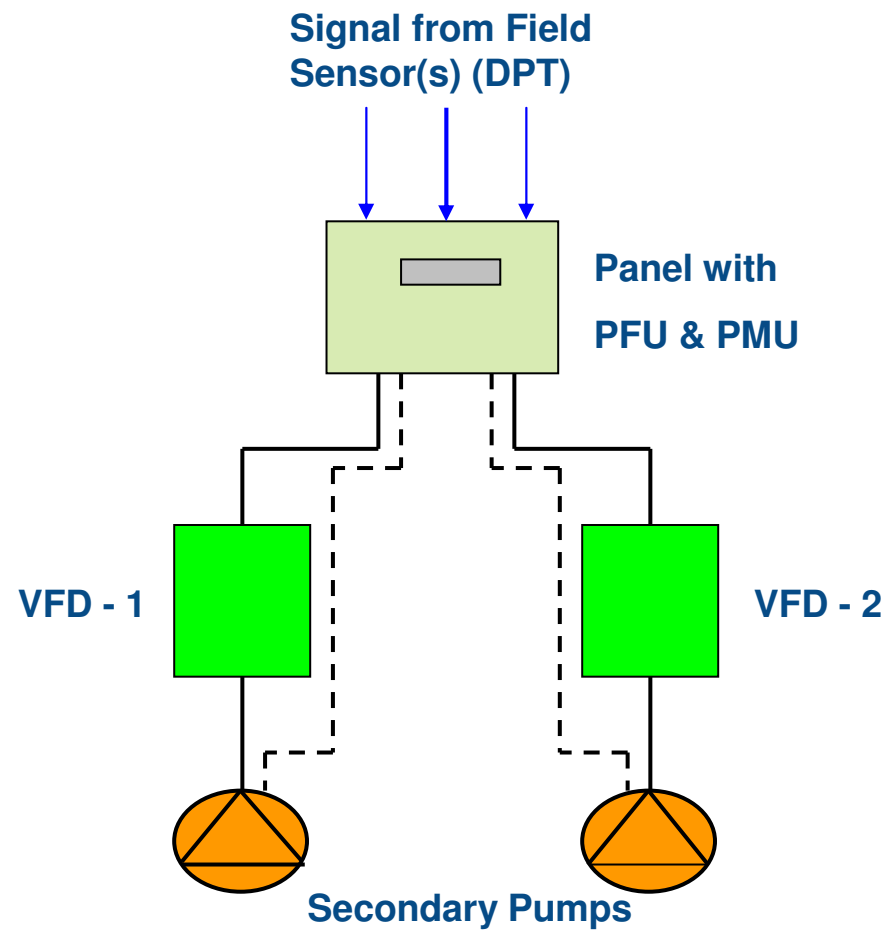 Signal from Field
Sensor(s) (DPT)
Panel with
PFU & PMU
VFD - 1
VFD - 2
Secondary Pumps